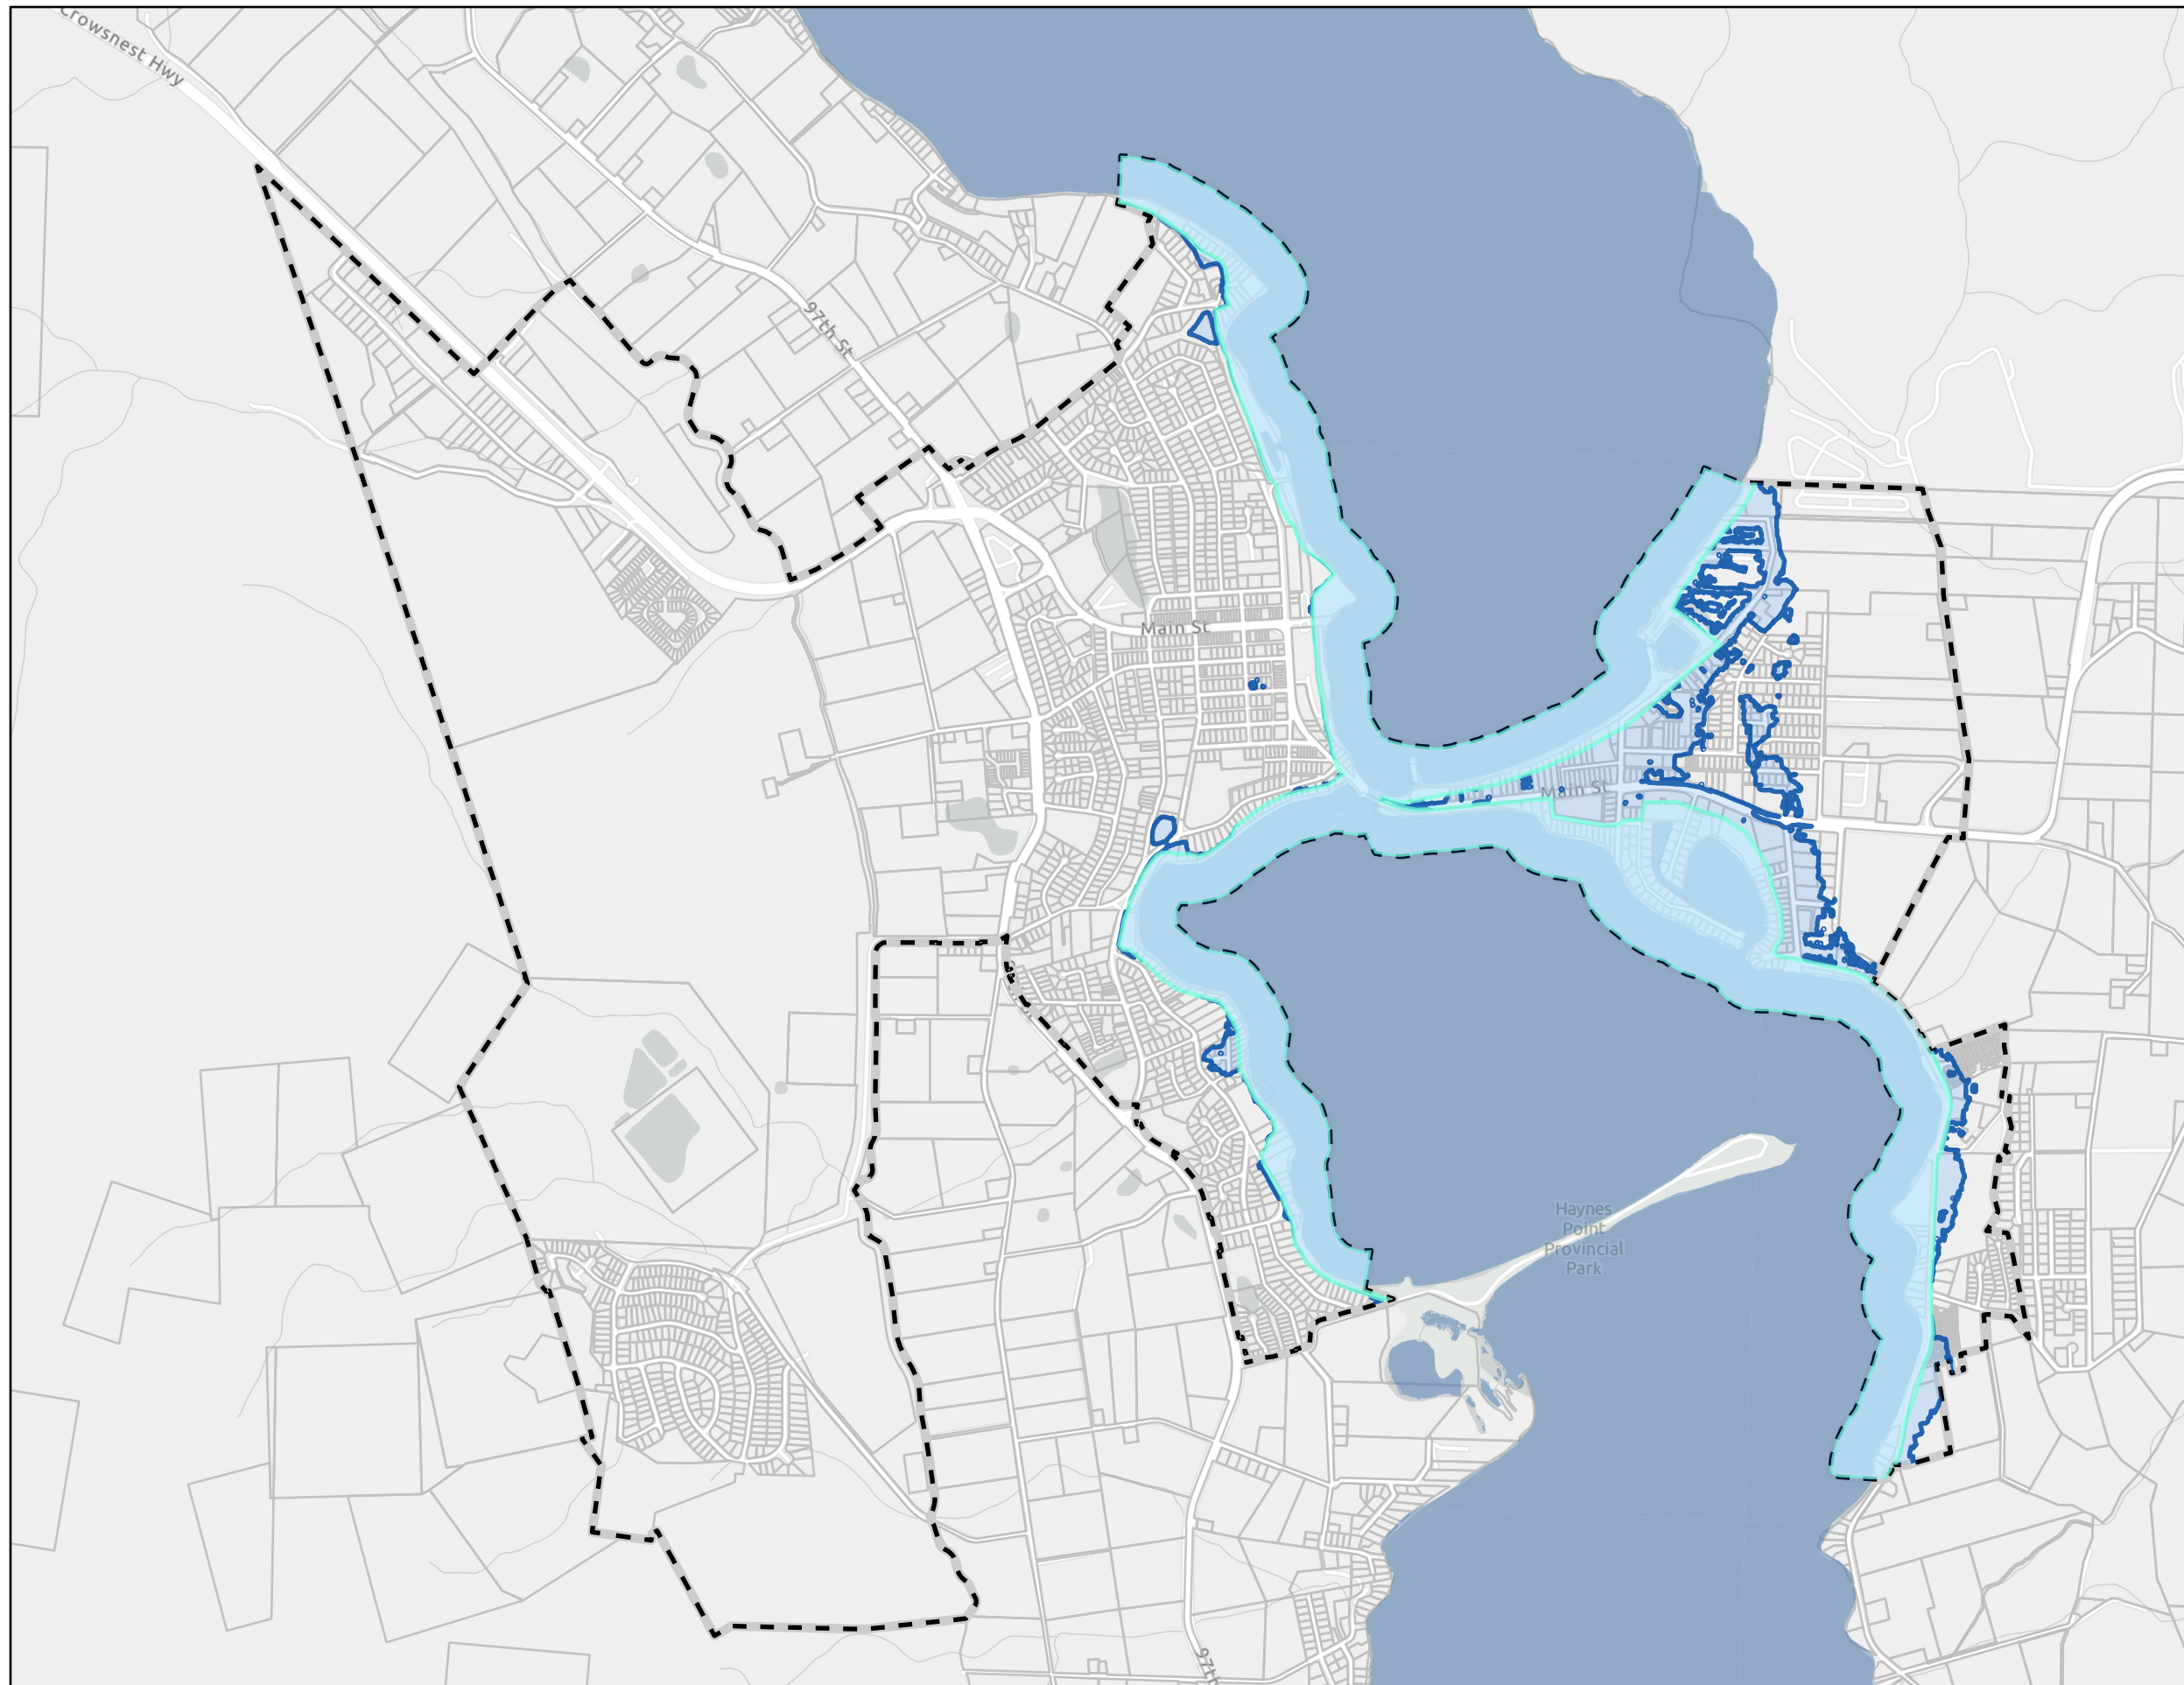 Crowsnest Hwy
97th St
Main St
Main St
Haynes
Point
Provincial
Park
97th